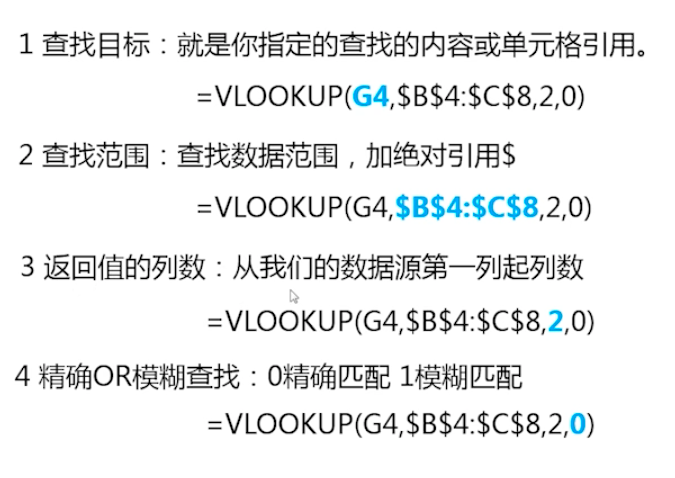 1 查找目标：就是你指定的查找的内容或单元格引用。
=VLOOKUP(G4,$B$4:$C$8,2,0)
2 查找范围：查找数据范围，加绝对引用$
=VLOOKUP(G4,$B$4:$C$8,2,0)
3 返回值的列数：从我们的数据源第一列起列数
=VLOOKUP(G4,$B$4:$C$8,2,0)
4 精确OR模糊查找：0精确匹配 1模糊匹配
=VLOOKUP(G4,$B$4:$C$8,2,0)